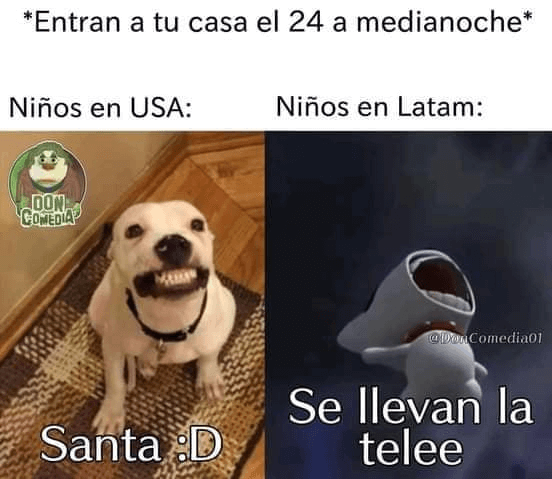 *Entran a tu casa el 24 a medianoche*
Niños en USA:
Niños en Latam:
DON
COMEDIA
@DonComedia01
Santa :D
Se llevan la
telee